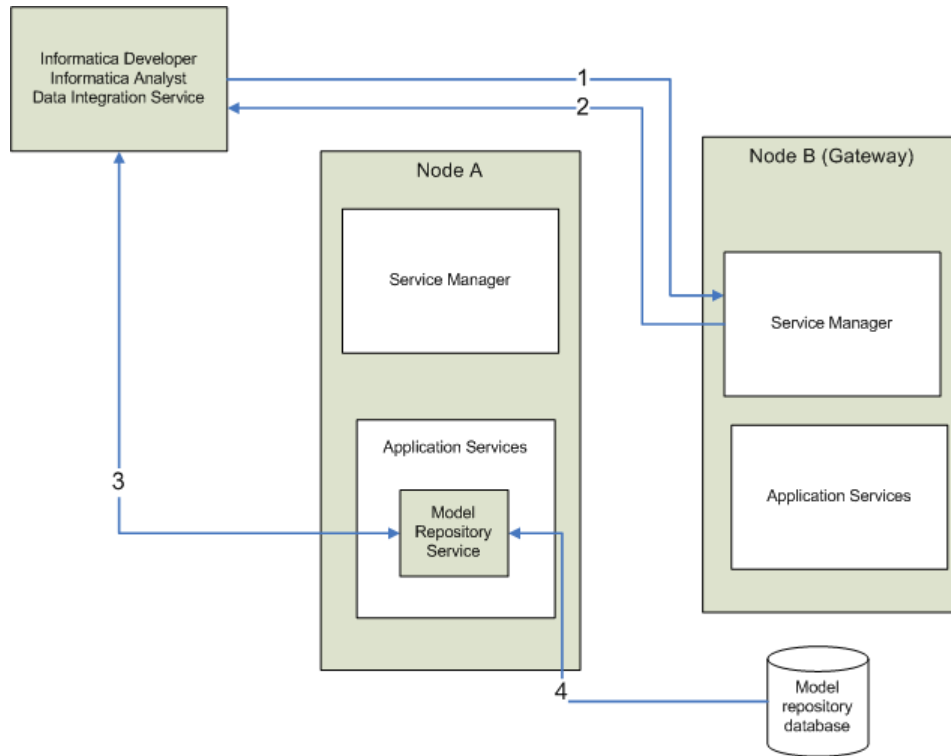 Informatica Developer
Informatica Analyst
Data Integration Service
1
2
Node A
Service Manager
Application Services
Model
Repository
Service
3
4
Node B (Gateway)
Service Manager
Application Services
Model
repository
database